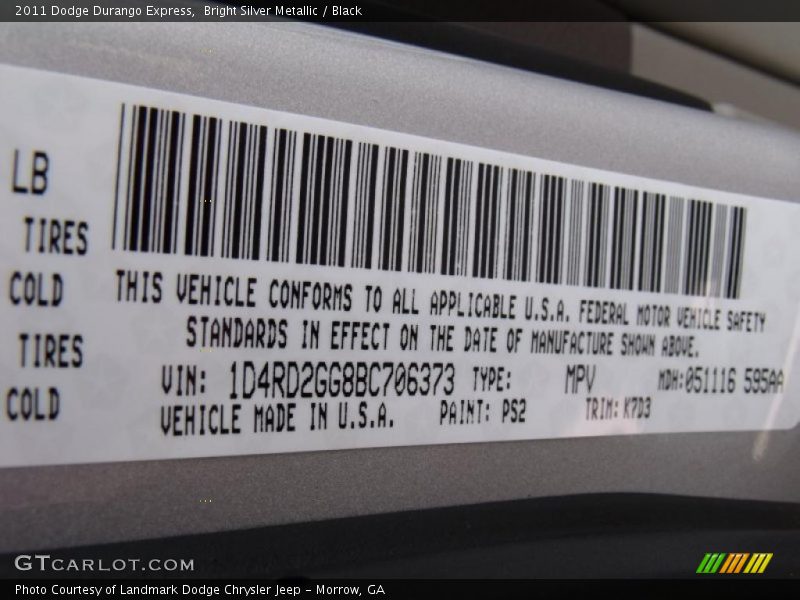 2011 Dodge Durango Express, Bright Silver Metallic / Black
LB
TIRES
COLD
TIRES
COLD
THIS VEHICLE CONFORMS TO ALL APPLICABLE U.S.A. FEDERAL MOTOR VEHICLE SAFETY
STANDARDS IN EFFECT ON THE DATE OF MANUFACTURE SHOWN ABOVE.
VIN: 1D4RD2GG8BC706373 TYPE: MPV MDH:051116 595AA
VEHICLE MADE IN U.S.A. PAINT: PS2 TRIM: K7D3
GTCARLOT.COM
Photo Courtesy of Landmark Dodge Chrysler Jeep - Morrow, GA